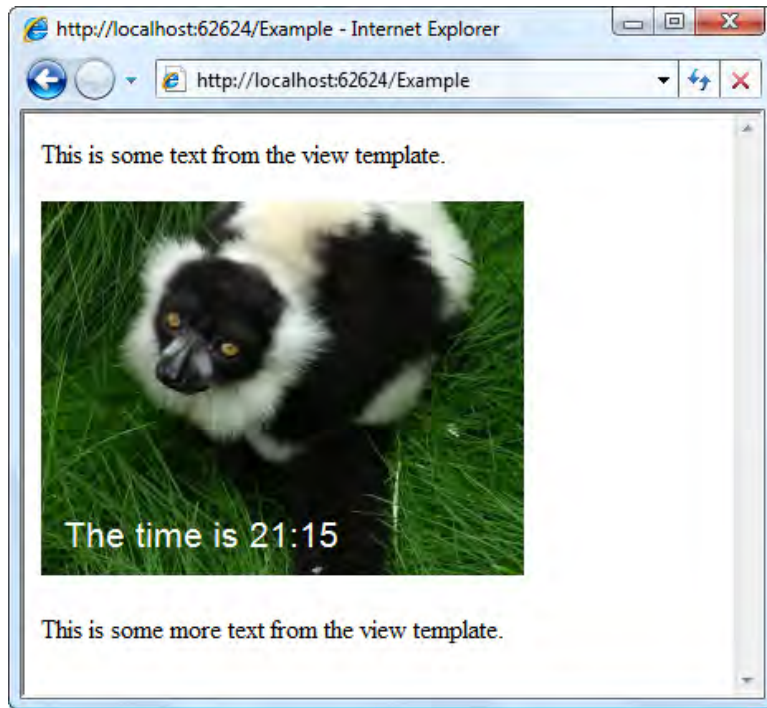 http://localhost:62624/Example - Internet Explorer
http://localhost:62624/Example
This is some text from the view template.
The time is 21:15
This is some more text from the view template.